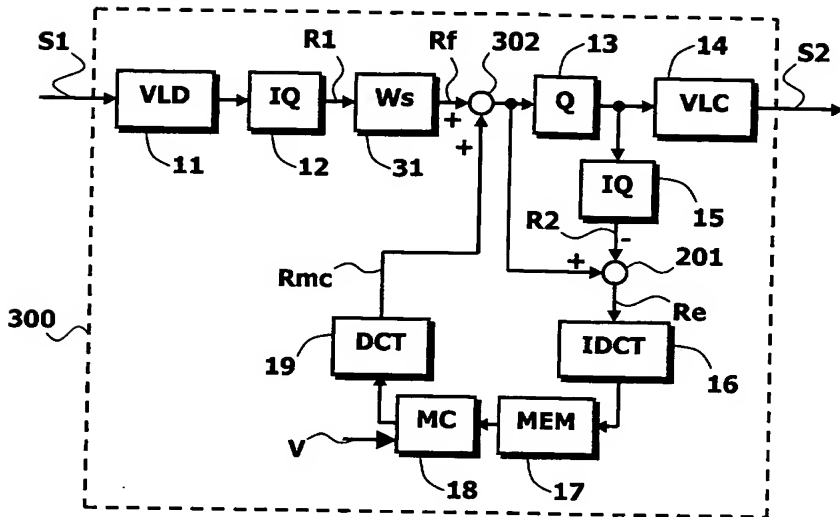 S1
R1
Rf
302
13
14
S2
VLD
IQ
Ws
Q
VLC
+
+
11
12
31
IQ
15
R2
-
201
+
Rmc
Re
300
DCT
IDCT
19
16
MC
MEM
V
18
17